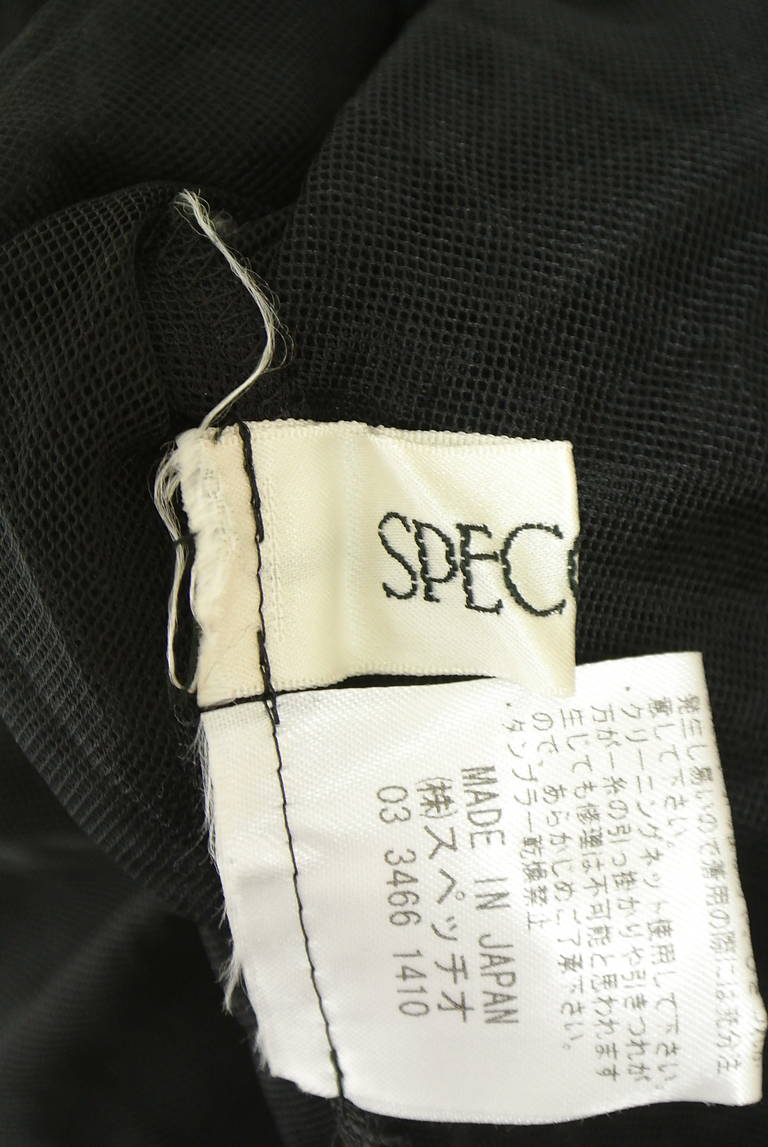 SPEC
発生し易いので着用の際には充分注
意して下さい。
・クリーニングネット使用して下さい。
万が一糸の引っ掛かりや引きつれが
生じても修理は不可能と思われます
ので、あらかじめご了承下さい。
・タンブラー乾燥禁止
MADE IN JAPAN
(株)スペッチオ
03 3466 1410